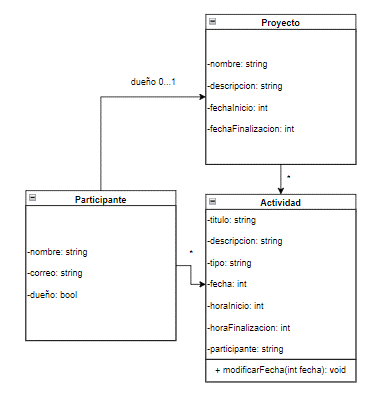 Proyecto
-nombre: string
-descripcion: string
-fechaInicio: int
-fechaFinalizacion: int
dueño 0...1
*
Participante
-nombre: string
-correo: string
-dueño: bool
*
Actividad
-titulo: string
-descripcion: string
-tipo: string
-fecha: int
-horaInicio: int
-horaFinalizacion: int
-participante: string
+ modificarFecha(int fecha): void